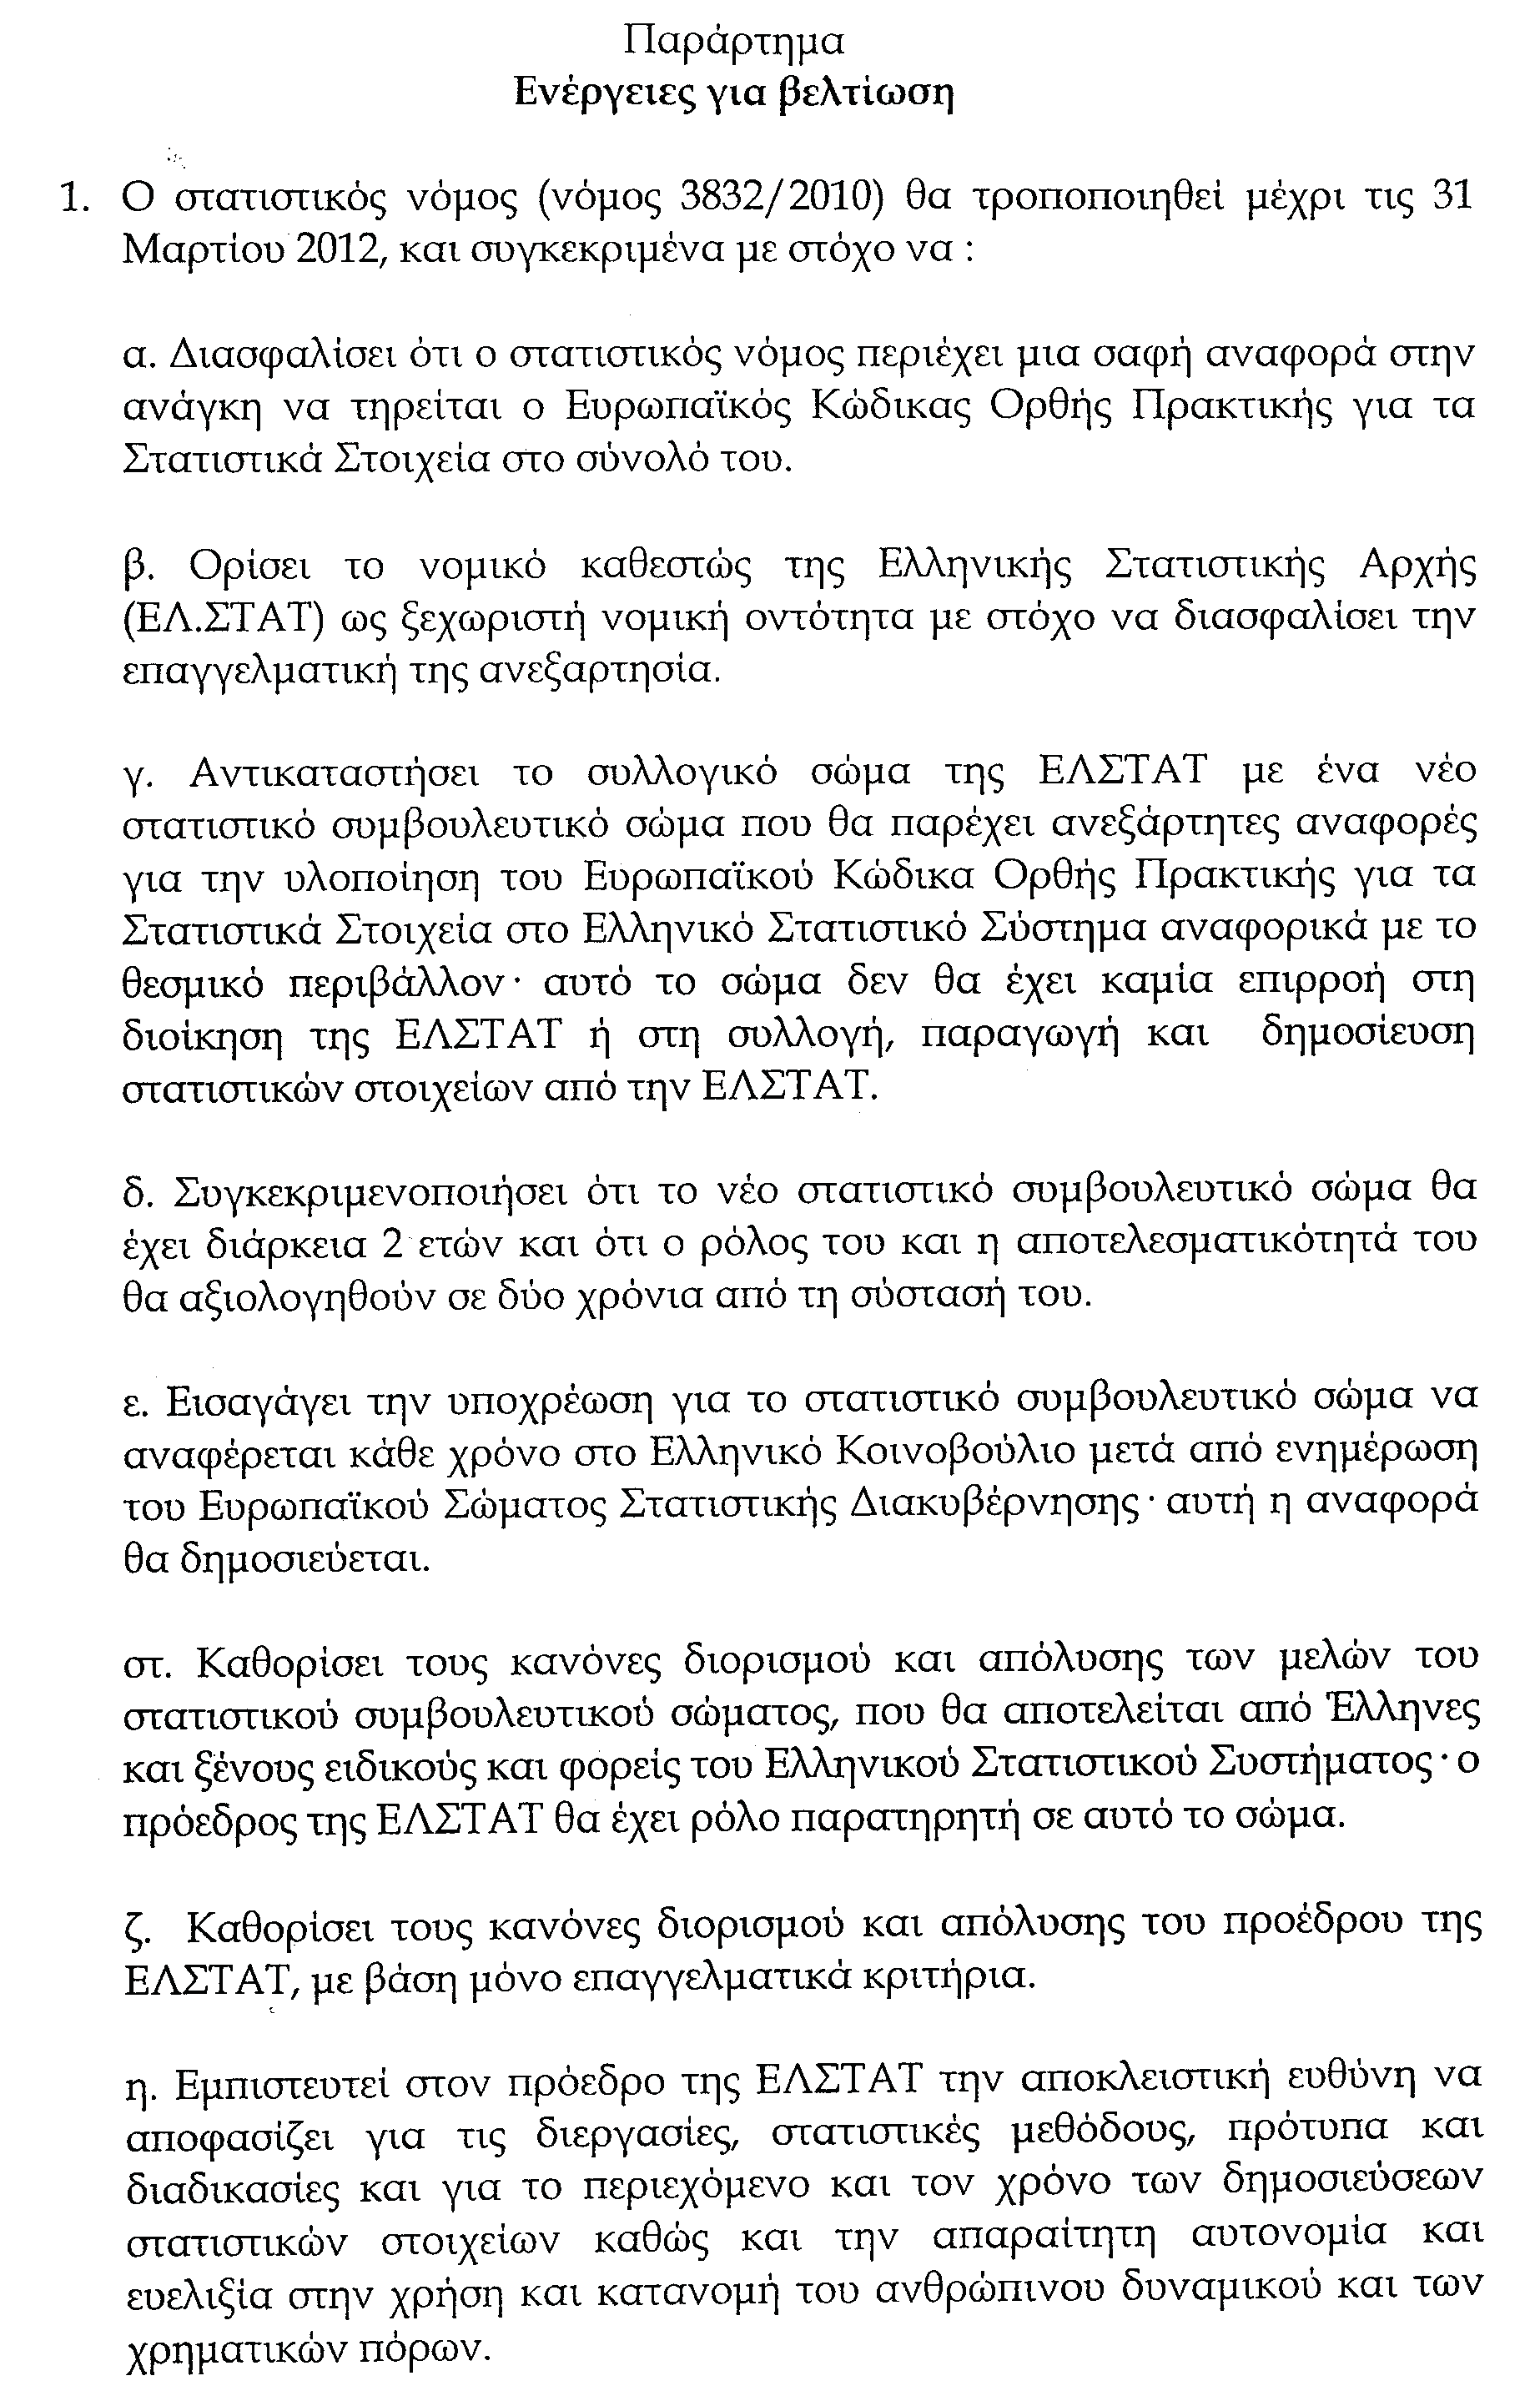 Παράρτημα
Ενέργειες για βελτίωση
1. Ο στατιστικός νόμος (νόμος 3832/2010) θα τροποποιηθεί μέχρι τις 31
Μαρτίου 2012, και συγκεκριμένα με στόχο να :
α. Διασφαλίσει ότι ο στατιστικός νόμος περιέχει μια σαφή αναφορά στην
ανάγκη να τηρείται ο Ευρωπαϊκός Κώδικας Ορθής Πρακτικής για τα
Στατιστικά Στοιχεία στο σύνολό του.
β. Ορίσει το νομικό καθεστώς της Ελληνικής Στατιστικής Αρχής
(ΕΛ.ΣΤΑΤ) ως ξεχωριστή νομική οντότητα με στόχο να διασφαλίσει την
επαγγελματική της ανεξαρτησία.
γ. Αντικαταστήσει το συλλογικό σώμα της ΕΛΣΤΑΤ με ένα νέο
στατιστικό συμβουλευτικό σώμα που θα παρέχει ανεξάρτητες αναφορές
για την υλοποίηση του Ευρωπαϊκού Κώδικα Ορθής Πρακτικής για τα
Στατιστικά Στοιχεία στο Ελληνικό Στατιστικό Σύστημα αναφορικά με το
θεσμικό περιβάλλον· αυτό το σώμα δεν θα έχει καμία επιρροή στη
διοίκηση της ΕΛΣΤΑΤ ή στη συλλογή, παραγωγή και δημοσίευση
στατιστικών στοιχείων από την ΕΛΣΤΑΤ.
δ. Συγκεκριμενοποιήσει ότι το νέο στατιστικό συμβουλευτικό σώμα θα
έχει διάρκεια 2 ετών και ότι ο ρόλος του και η αποτελεσματικότητά του
θα αξιολογηθούν σε δύο χρόνια από τη σύστασή του.
ε. Εισαγάγει την υποχρέωση για το στατιστικό συμβουλευτικό σώμα να
αναφέρεται κάθε χρόνο στο Ελληνικό Κοινοβούλιο μετά από ενημέρωση
του Ευρωπαϊκού Σώματος Στατιστικής Διακυβέρνησης· αυτή η αναφορά
θα δημοσιεύεται.
στ. Καθορίσει τους κανόνες διορισμού και απόλυσης των μελών του
στατιστικού συμβουλευτικού σώματος, που θα αποτελείται από Έλληνες
και ξένους ειδικούς και φορείς του Ελληνικού Στατιστικού Συστήματος· ο
πρόεδρος της ΕΛΣΤΑΤ θα έχει ρόλο παρατηρητή σε αυτό το σώμα.
ζ. Καθορίσει τους κανόνες διορισμού και απόλυσης του προέδρου της
ΕΛΣΤΑΤ, με βάση μόνο επαγγελματικά κριτήρια.
η. Εμπιστευτεί στον πρόεδρο της ΕΛΣΤΑΤ την αποκλειστική ευθύνη να
αποφασίζει για τις διεργασίες, στατιστικές μεθόδους, πρότυπα και
διαδικασίες και για το περιεχόμενο και τον χρόνο των δημοσιεύσεων
στατιστικών στοιχείων καθώς και την απαραίτητη αυτονομία και
ευελιξία στην χρήση και κατανομή του ανθρώπινου δυναμικού και των
χρηματικών πόρων.